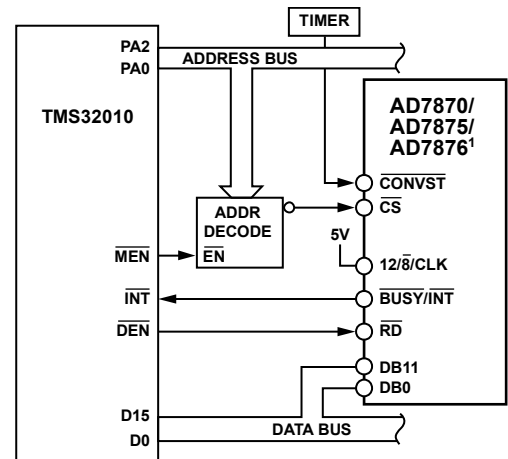 TIMER
PA2
PA0
ADDRESS BUS
TMS32010
AD7870/
AD7875/
AD7876¹
CONVST
CS
ADDR
DECODE
EN
5V
MEN
12/8/CLK
INT
BUSY/INT
DEN
RD
DB11
DB0
D15
D0
DATA BUS